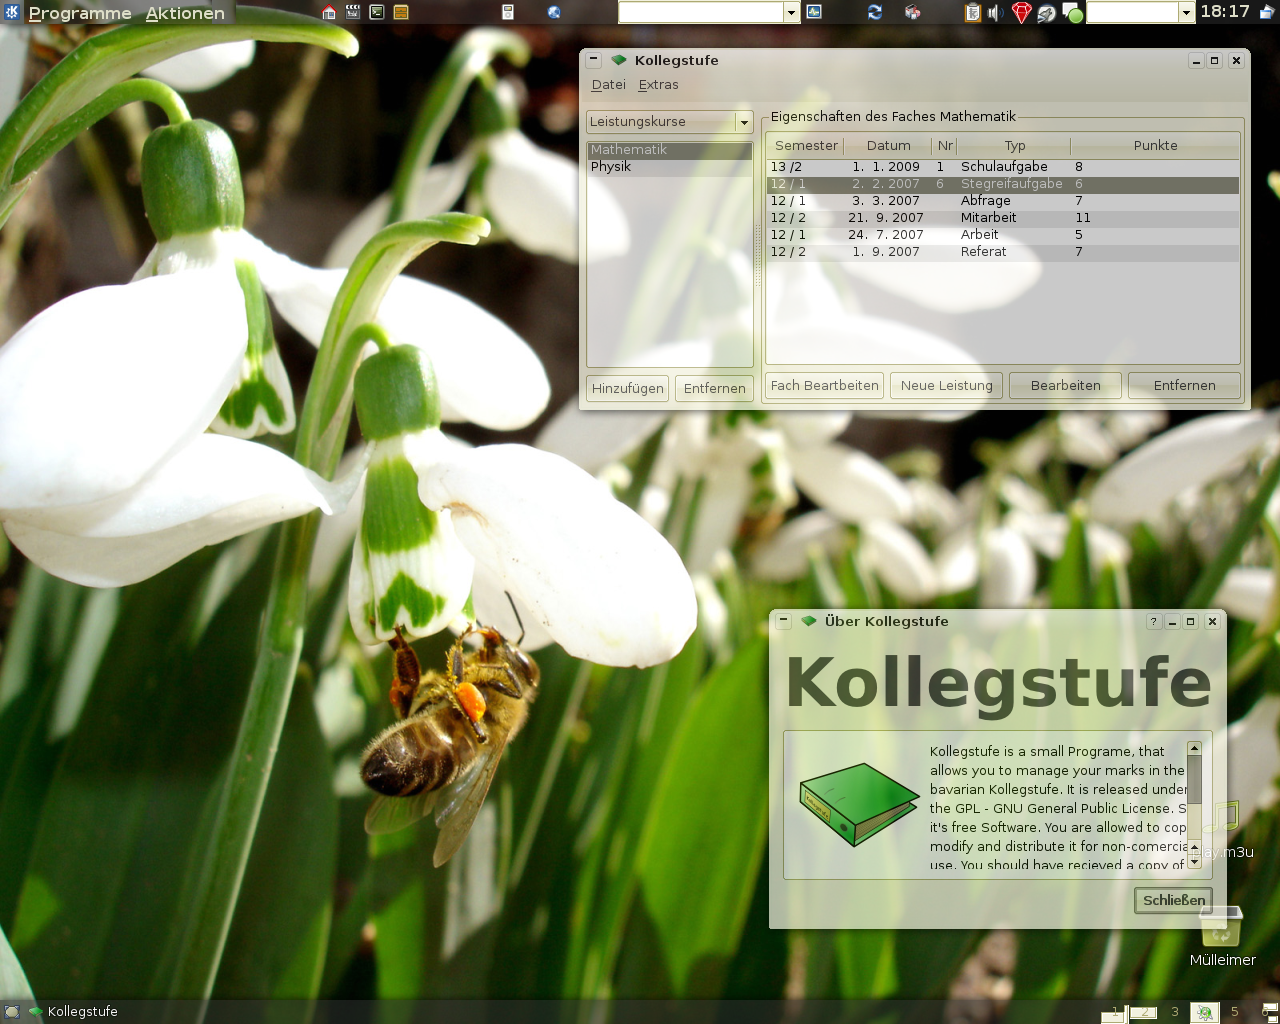 Programme Aktionen
18:17
Kollegstufe
Datei Extras
Leistungskurse
Mathematik
Physik
Hinzufügen Entfernen
Eigenschaften des Faches Mathematik
Semester Datum Nr Typ Punkte
13 /2 1. 1. 2009 1 Schulaufgabe 8
12 / 1 2. 2. 2007 6 Stegreifaufgabe 6
12 / 1 3. 3. 2007 Abfrage 7
12 / 2 21. 9. 2007 Mitarbeit 11
12 / 1 24. 7. 2007 Arbeit 5
12 / 2 1. 9. 2007 Referat 7
Fach Beartbeiten Neue Leistung Bearbeiten Entfernen
Über Kollegstufe
Kollegstufe
Kollegstufe is a small Programe, that
allows you to manage your marks in the
bavarian Kollegstufe. It is released under
the GPL - GNU General Public License. S
it's free Software. You are allowed to cop
modify and distribute it for non-comercia
use. You should have recieved a copy of
Schließen
Mülleimer
Kollegstufe
1 2 3 5 6